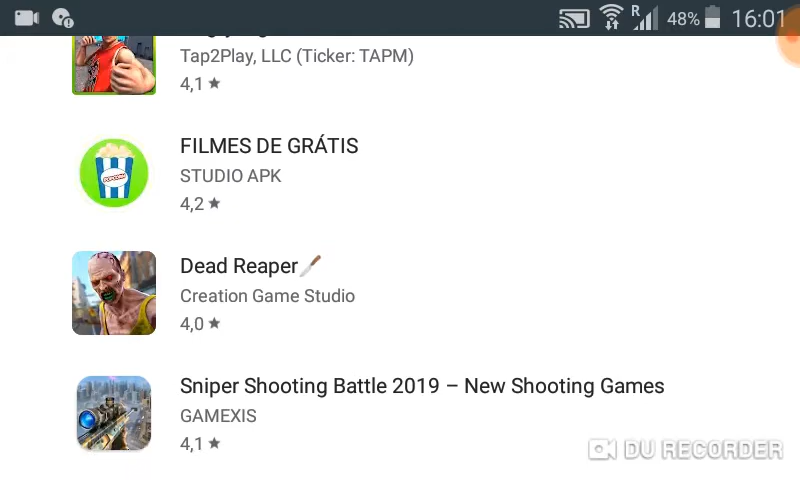 R 48% 16:01
Tap2Play, LLC (Ticker: TAPM)
4,1 ★
FILMES DE GRÁTIS
STUDIO APK
4,2 ★
Dead Reaper🔪
Creation Game Studio
4,0 ★
Sniper Shooting Battle 2019 – New Shooting Games
GAMEXIS
4,1 ★
DU RECORDER